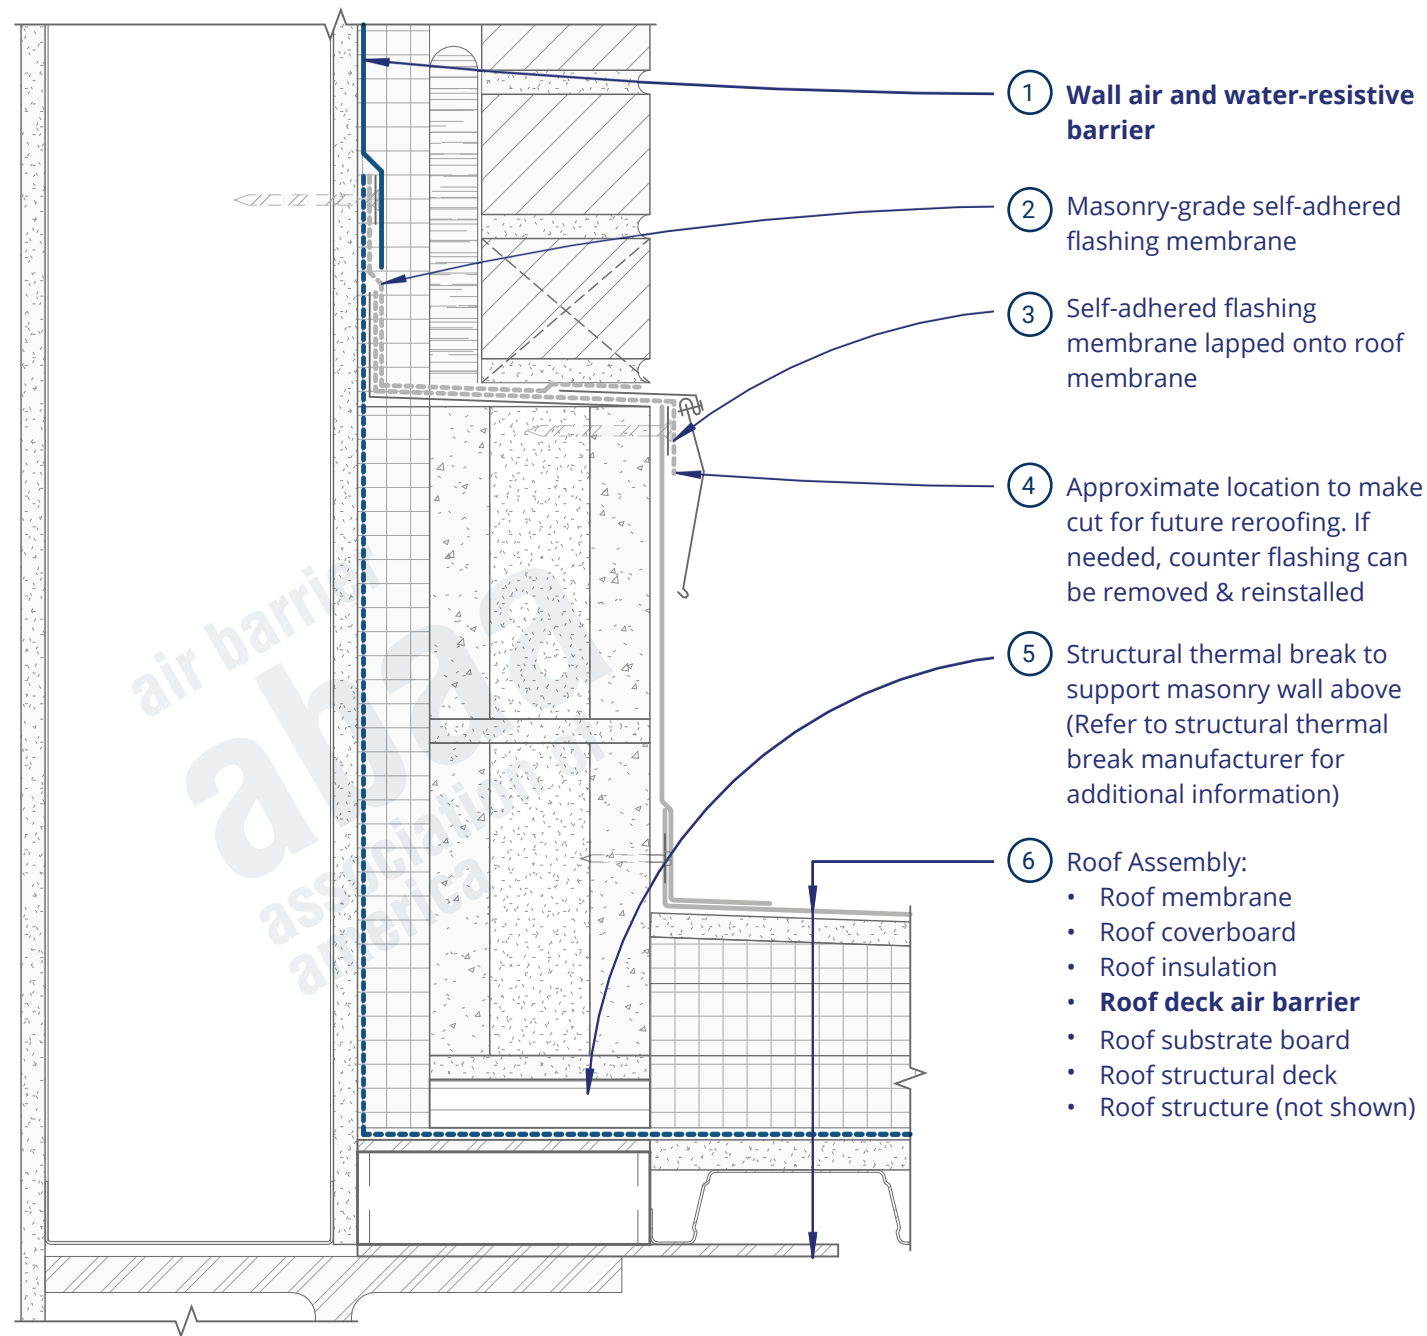 1 Wall air and water-resistive
barrier
2 Masonry-grade self-adhered
flashing membrane
3 Self-adhered flashing
membrane lapped onto roof
membrane
4 Approximate location to make
cut for future reroofing. If
needed, counter flashing can
be removed & reinstalled
5 Structural thermal break to
support masonry wall above
(Refer to structural thermal
break manufacturer for
additional information)
6 Roof Assembly:
• Roof membrane
• Roof coverboard
• Roof insulation
• Roof deck air barrier
• Roof substrate board
• Roof structural deck
• Roof structure (not shown)
air barrier
abaa
association of
america